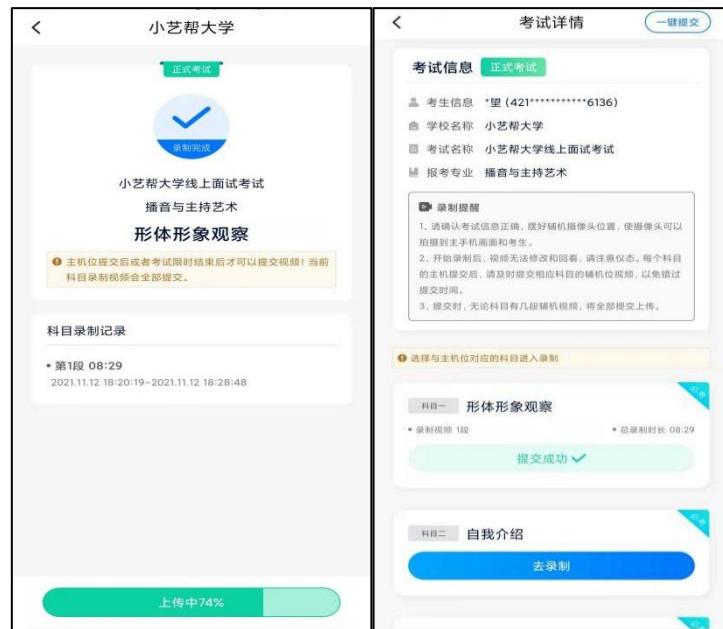 小艺帮大学
正式考试
录制完成
小艺帮大学线上面试考试
播音与主持艺术
形体形象观察
主机位提交后或者考试限时结束后才可以提交视频！当前
科目录制视频会全部提交。
科目录制记录
• 第1段 08:29
2021.11.12 18:20:19~2021.11.12 18:28:48
上传中74%
考试详情
一键提交
考试信息 正式考试
考生信息 *望 (421***********6136)
学校名称 小艺帮大学
考试名称 小艺帮大学线上面试考试
报考专业 播音与主持艺术
录制提醒
1、请确认考试信息正确，摆好辅机摄像头位置，使摄像头可以
拍摄到主手机画面和考生。
2、开始录制后，视频无法修改和回看，请注意仪态。每个科目
的主机提交后，请及时提交相应科目的辅机位视频，以免错过
提交时间。
3、提交时，无论科目有几段辅机视频，将全部提交上传。
选择与主机位对应的科目进入录制
科目一 形体形象观察
• 录制视频 1段 • 总录制时长 08:29
提交成功
科目二 自我介绍
去录制